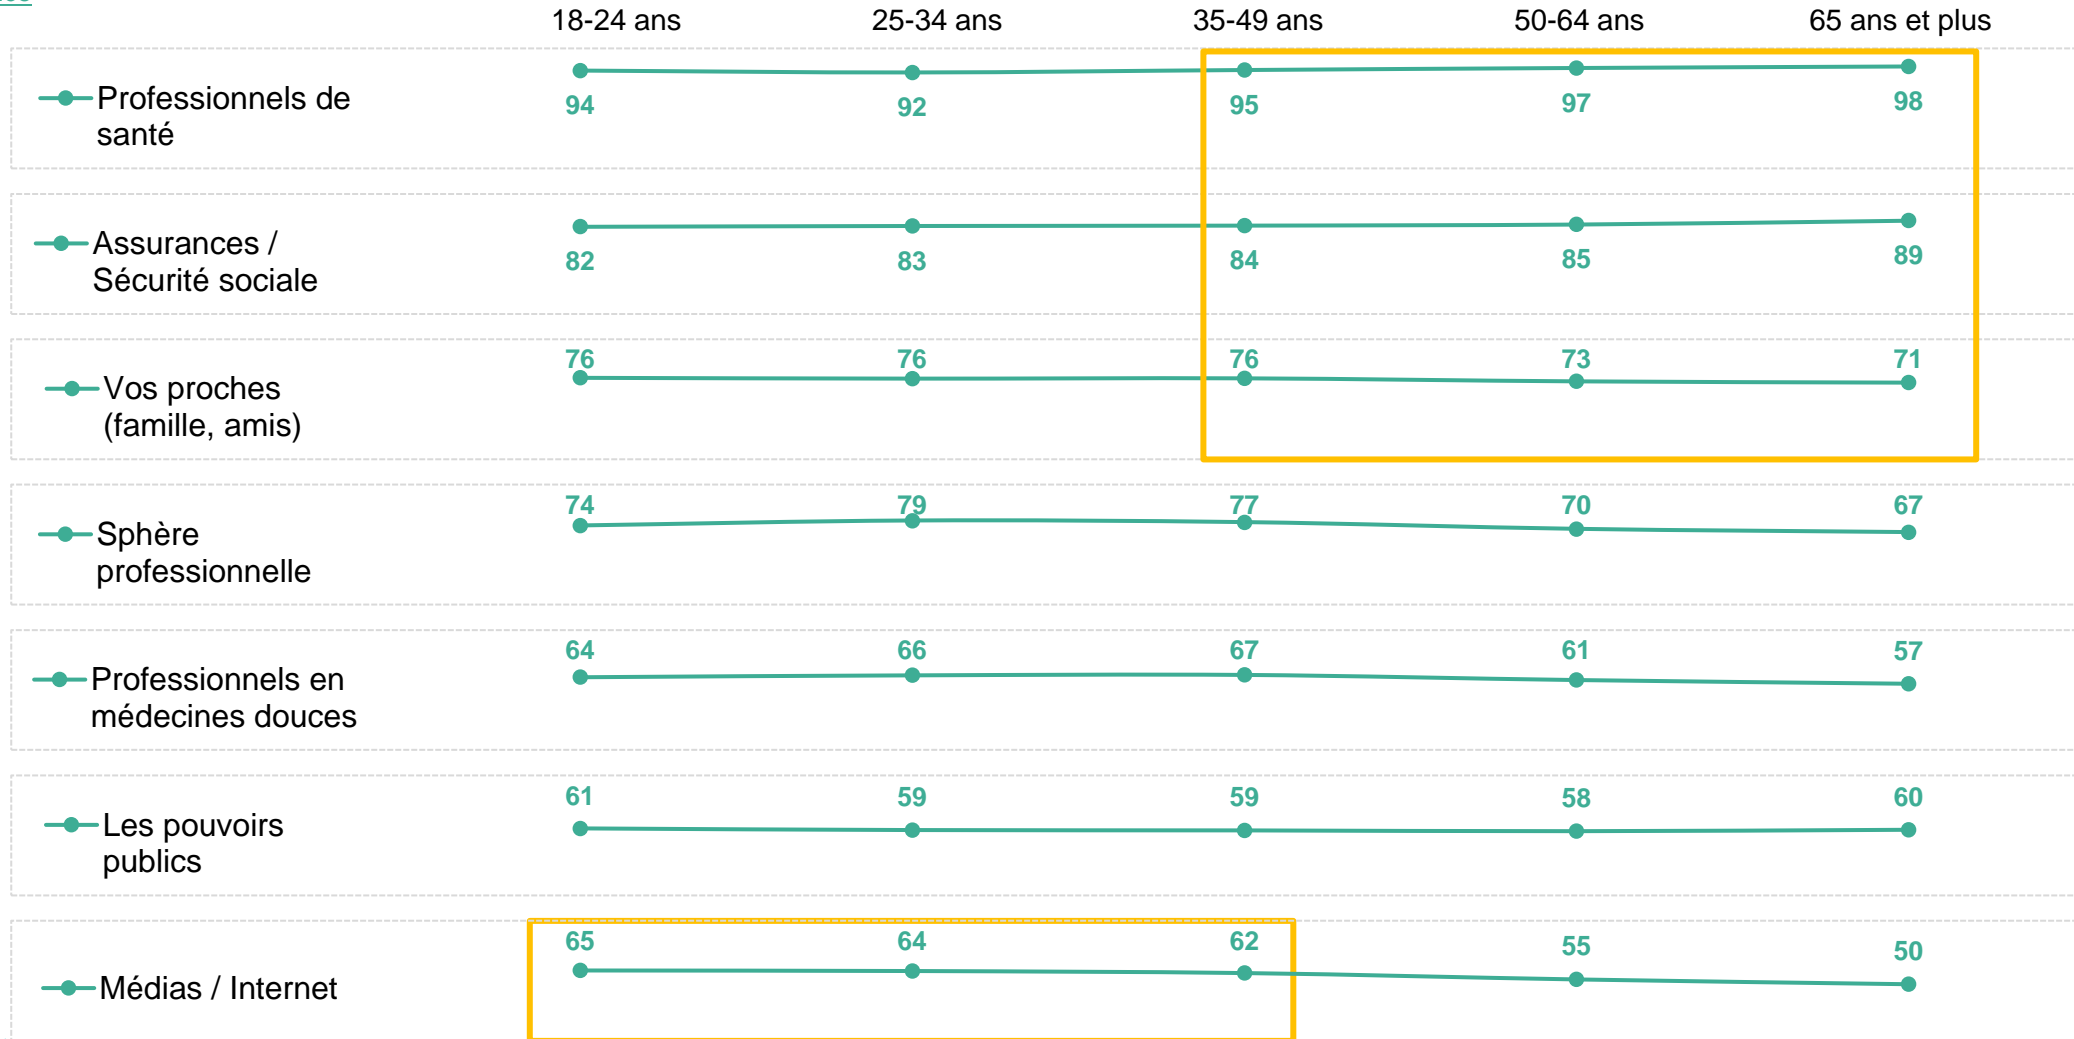 18-24 ans 25-34 ans 35-49 ans 50-64 ans 65 ans et plus
Professionnels de
santé
94 92 95 97 98
Assurances /
Sécurité sociale
82 83 84 85 89
Vos proches
(famille, amis)
76 76 76 73 71
Sphère
professionnelle
74 79 77 70 67
Professionnels en
médecines douces
64 66 67 61 57
Les pouvoirs
publics
61 59 59 58 60
Médias / Internet
65 64 62 55 50